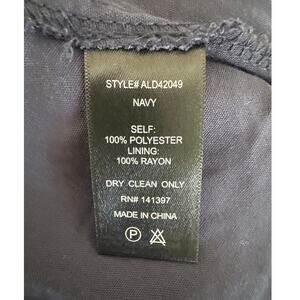 STYLE# ALD42049
NAVY
SELF:
100% POLYESTER
LINING:
100% RAYON
DRY CLEAN ONLY
RN# 141397
MADE IN CHINA
P